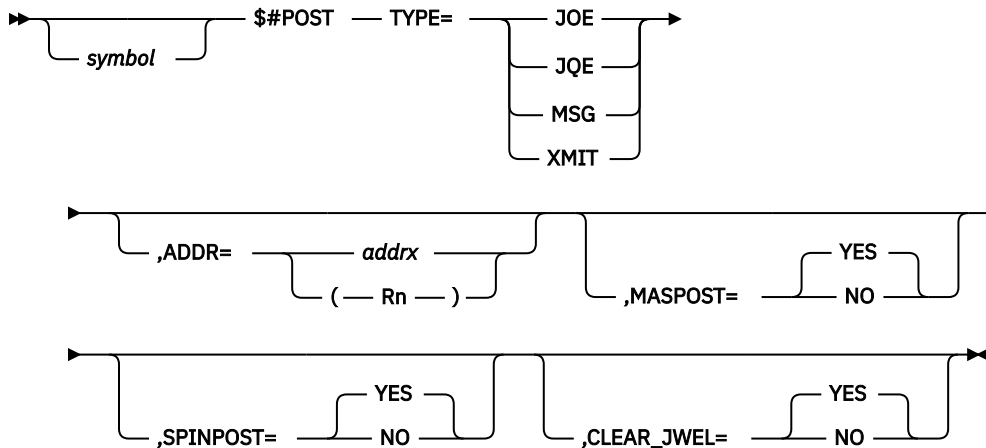 $#POST TYPE= JOE
symbol
JQE
MSG
XMIT
,ADDR= addrx
( Rn )
YES
,MASPOST= NO
YES
,SPINPOST= NO
YES
,CLEAR_JWEL= NO